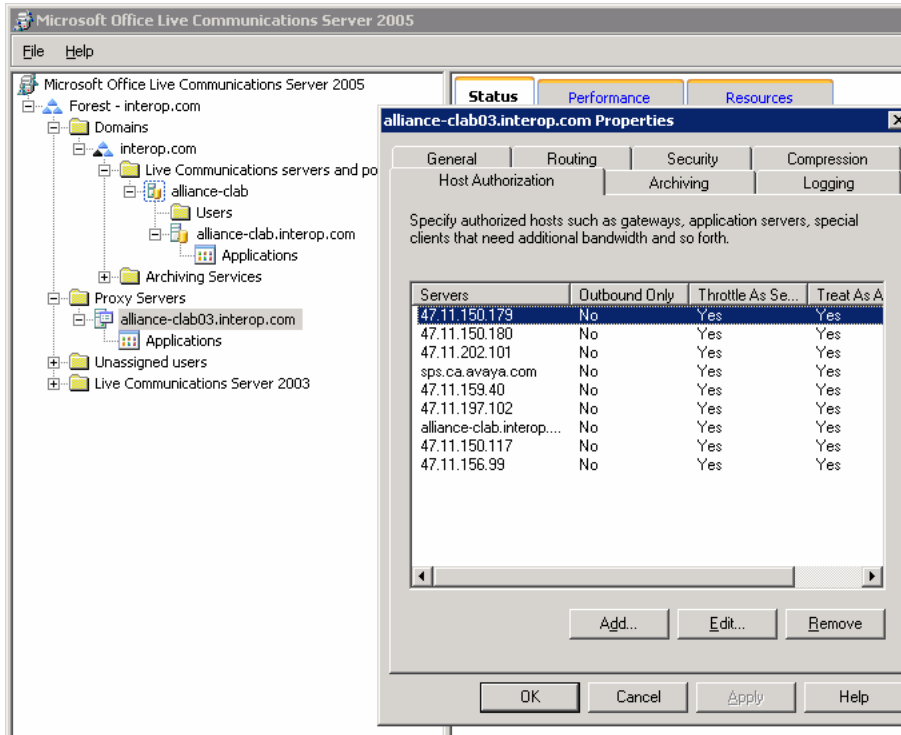 Microsoft Office Live Communications Server 2005
File Help
Microsoft Office Live Communications Server 2005
Forest - interop.com
Domains
interop.com
Live Communications servers and po
alliance-clab
Users
alliance-clab.interop.com
Applications
Archiving Services
Proxy Servers
alliance-clab03.interop.com
Applications
Unassigned users
Live Communications Server 2003
Status Performance Resources
alliance-clab03.interop.com Properties
General Routing Security Compression
Host Authorization Archiving Logging
Specify authorized hosts such as gateways, application servers, special
clients that need additional bandwidth and so forth.
Servers Outbound Only Throttle As Se... Treat As A
47.11.150.179 No Yes Yes
47.11.150.180 No Yes Yes
47.11.202.101 No Yes Yes
sps.ca.avaya.com No Yes Yes
47.11.159.40 No Yes Yes
47.11.197.102 No Yes Yes
alliance-clab.interop.... No Yes Yes
47.11.150.117 No Yes Yes
47.11.156.99 No Yes Yes
Add... Edit... Remove
OK Cancel Apply Help